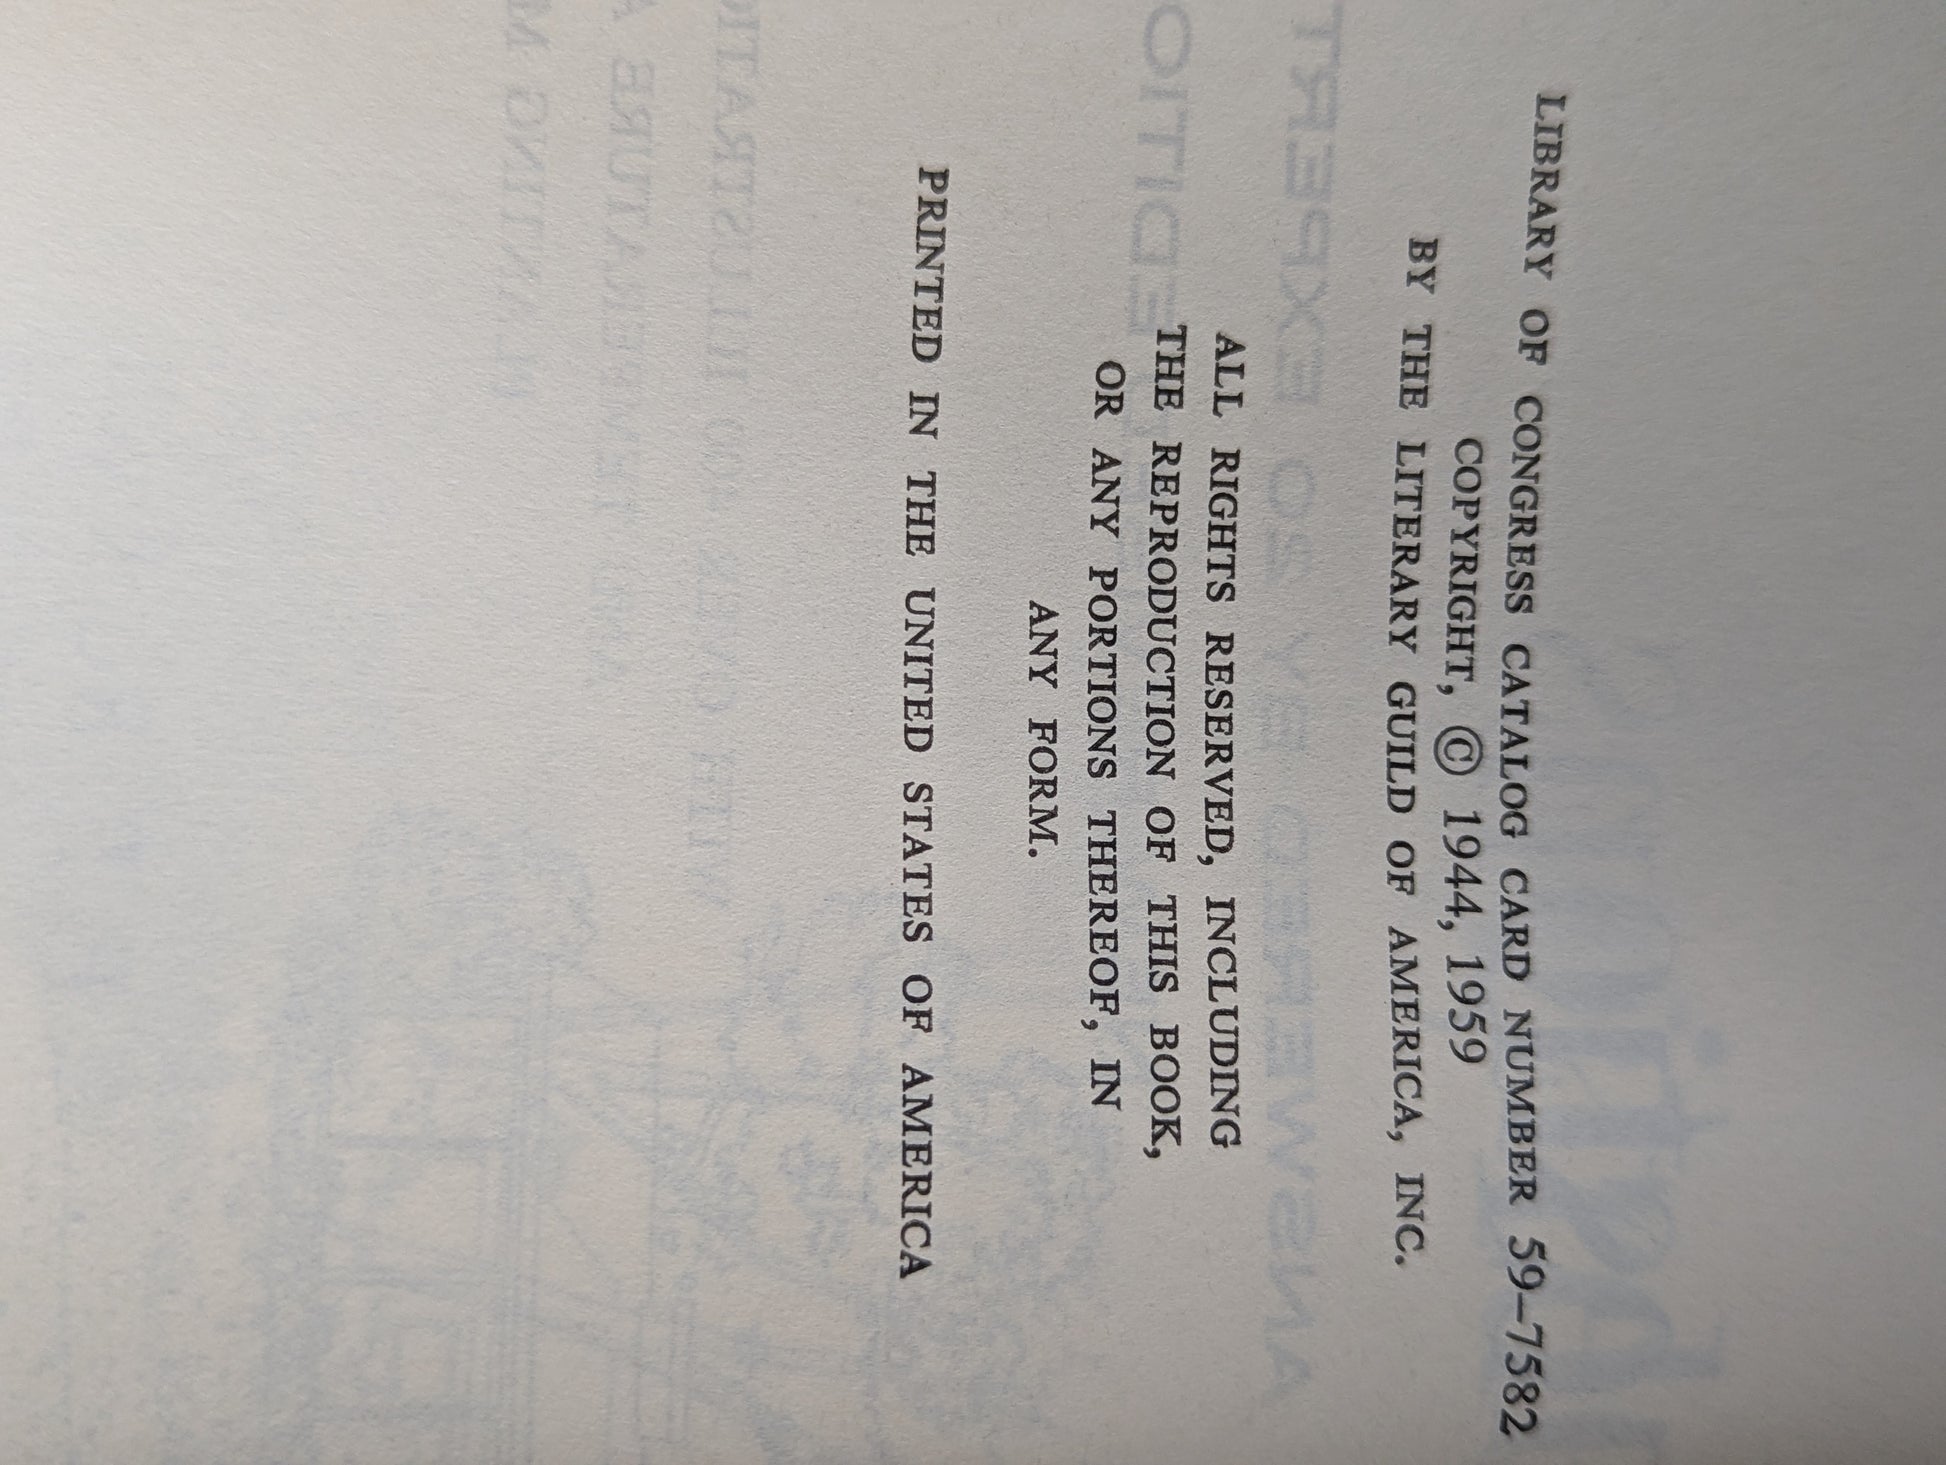 LIBRARY OF CONGRESS CATALOG CARD NUMBER 59–7582
COPYRIGHT, © 1944, 1959
BY THE LITERARY GUILD OF AMERICA, INC.
ALL RIGHTS RESERVED, INCLUDING
THE REPRODUCTION OF THIS BOOK,
OR ANY PORTIONS THEREOF, IN
ANY FORM.
PRINTED IN THE UNITED STATES OF AMERICA